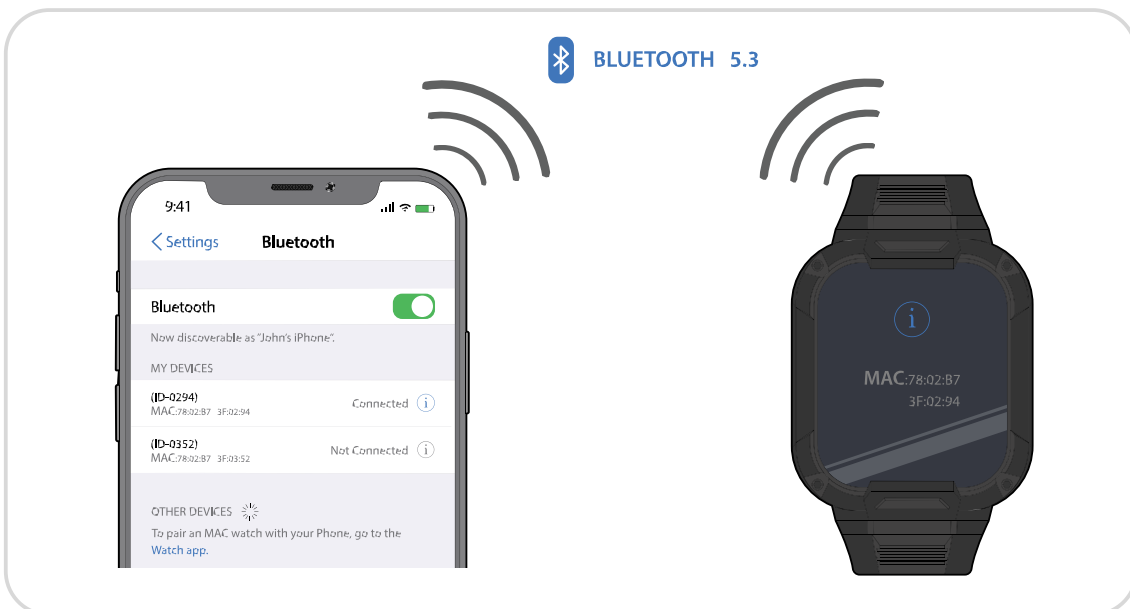 BLUETOOTH 5.3
9:41
Settings Bluetooth
Bluetooth
Now discoverable as "John's iPhone".
MY DEVICES
(ID-0294)
MAC:78:02:B7 3F:02:94
Connected i
(ID-0352)
MAC:78:02:B7 3F:03:52
Not Connected i
OTHER DEVICES
To pair an MAC watch with your Phone, go to the
Watch app.
i
MAC:78:02:B7
3F:02:94